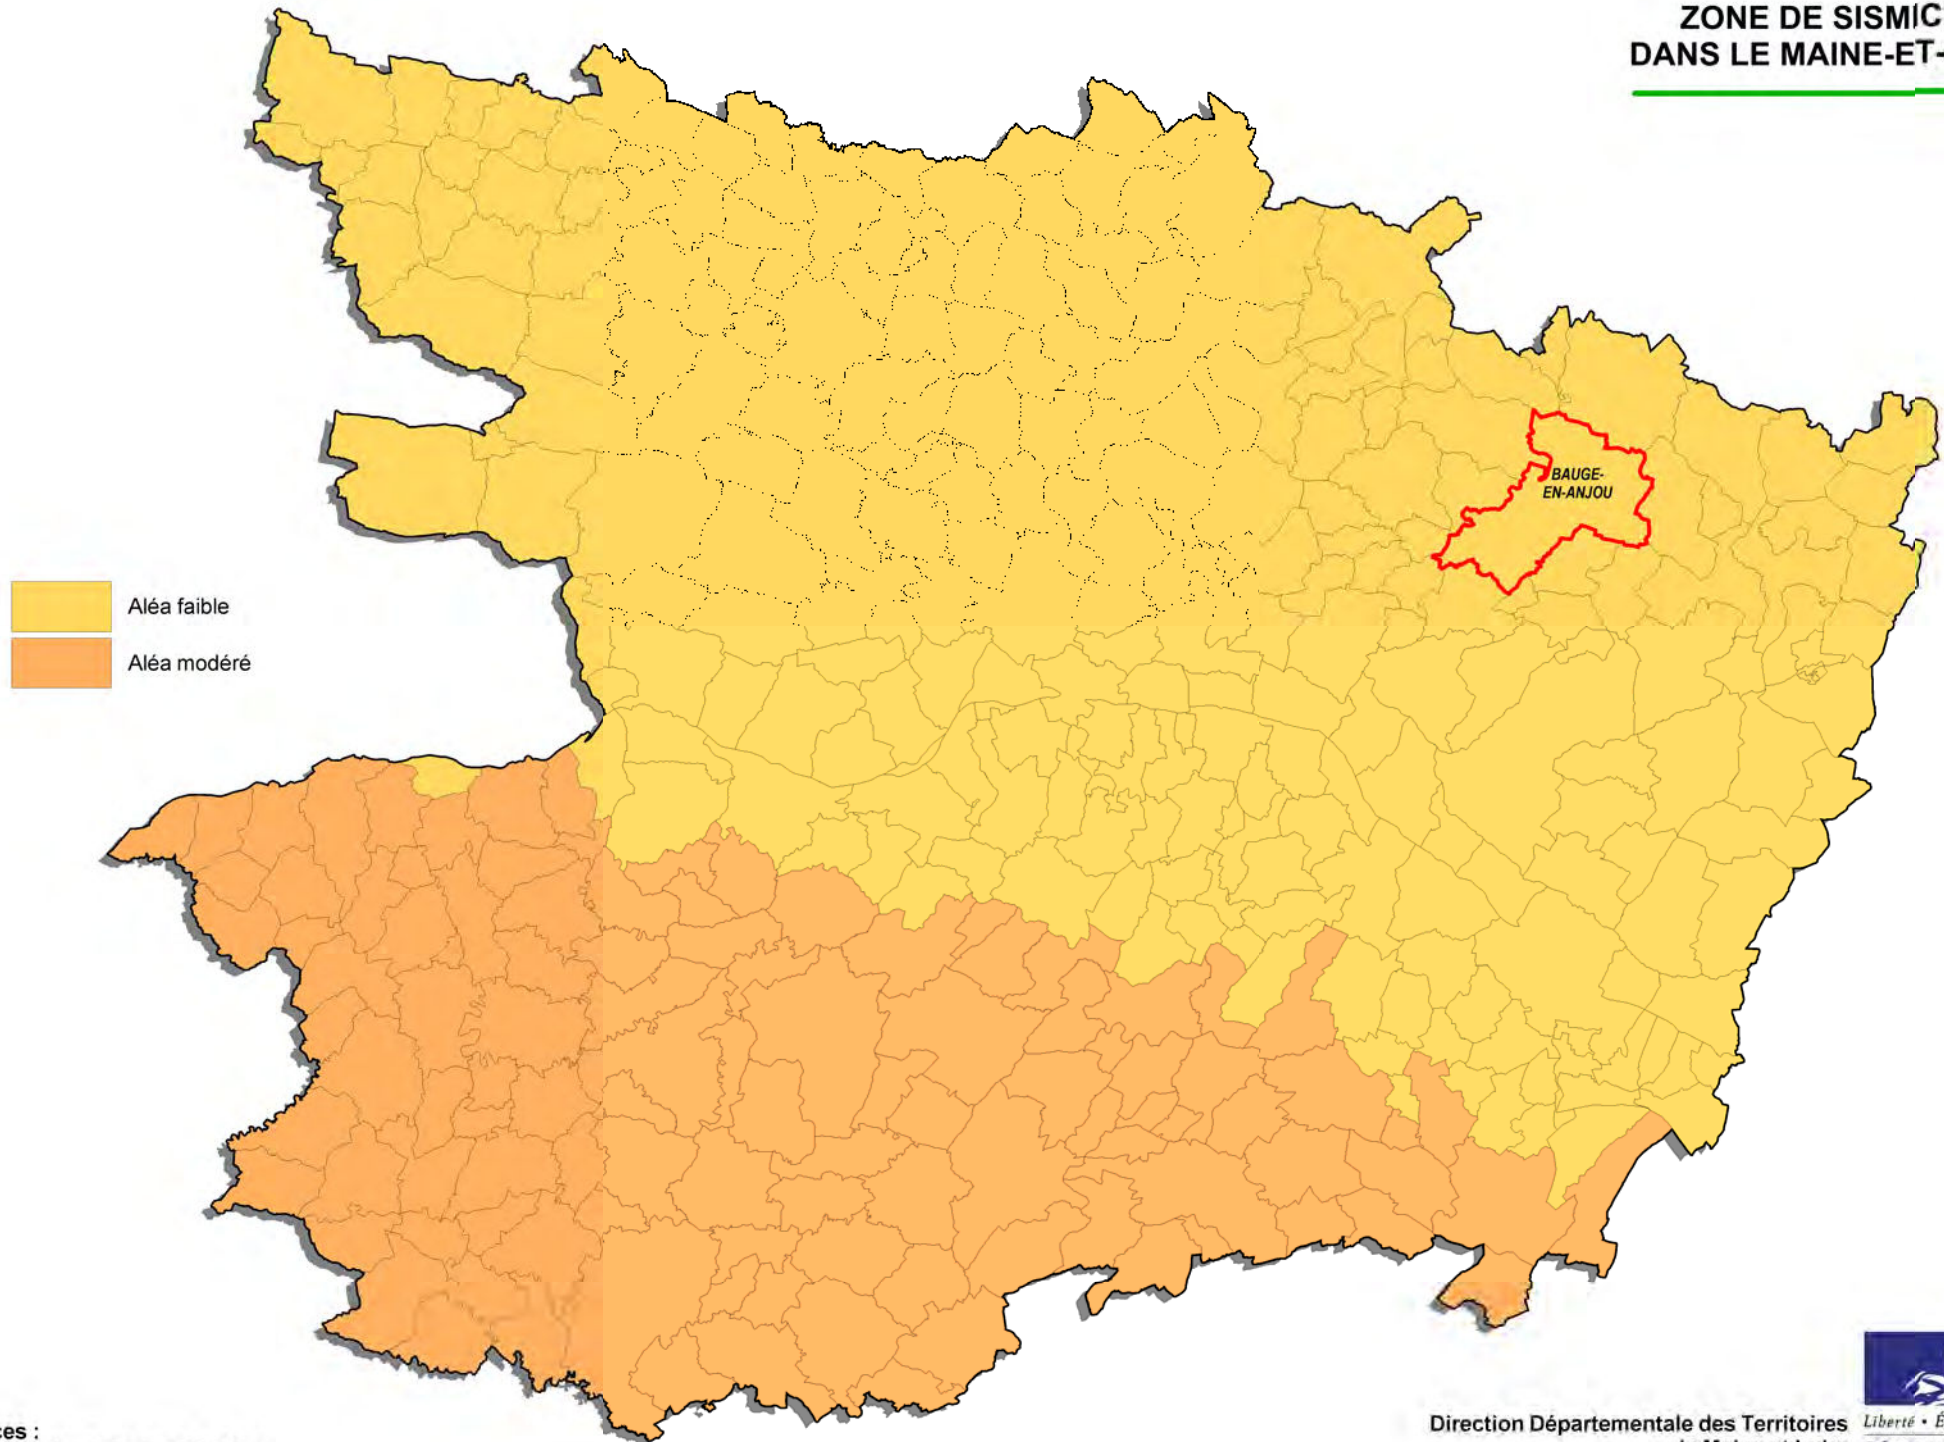 ZONE DE SISMIC
DANS LE MAINE-ET-
BAUGE-
EN-ANJOU
Aléa faible
Aléa modéré
ces :
Direction Départementale des Territoires
Liberté • É